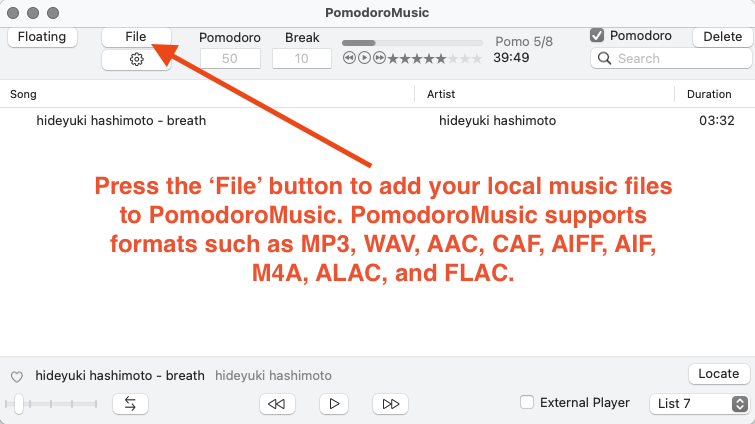 PomodoroMusic
Floating
File
Pomodoro
Break
50
10
Pomo 5/8
39:49
Pomodoro
Delete
Search
Song Artist Duration
hideyuki hashimoto - breath hideyuki hashimoto 03:32
Press the ‘File’ button to add your local music files
to PomodoroMusic. PomodoroMusic supports
formats such as MP3, WAV, AAC, CAF, AIFF, AIF,
M4A, ALAC, and FLAC.
hideyuki hashimoto - breath hideyuki hashimoto
Locate
External Player
List 7